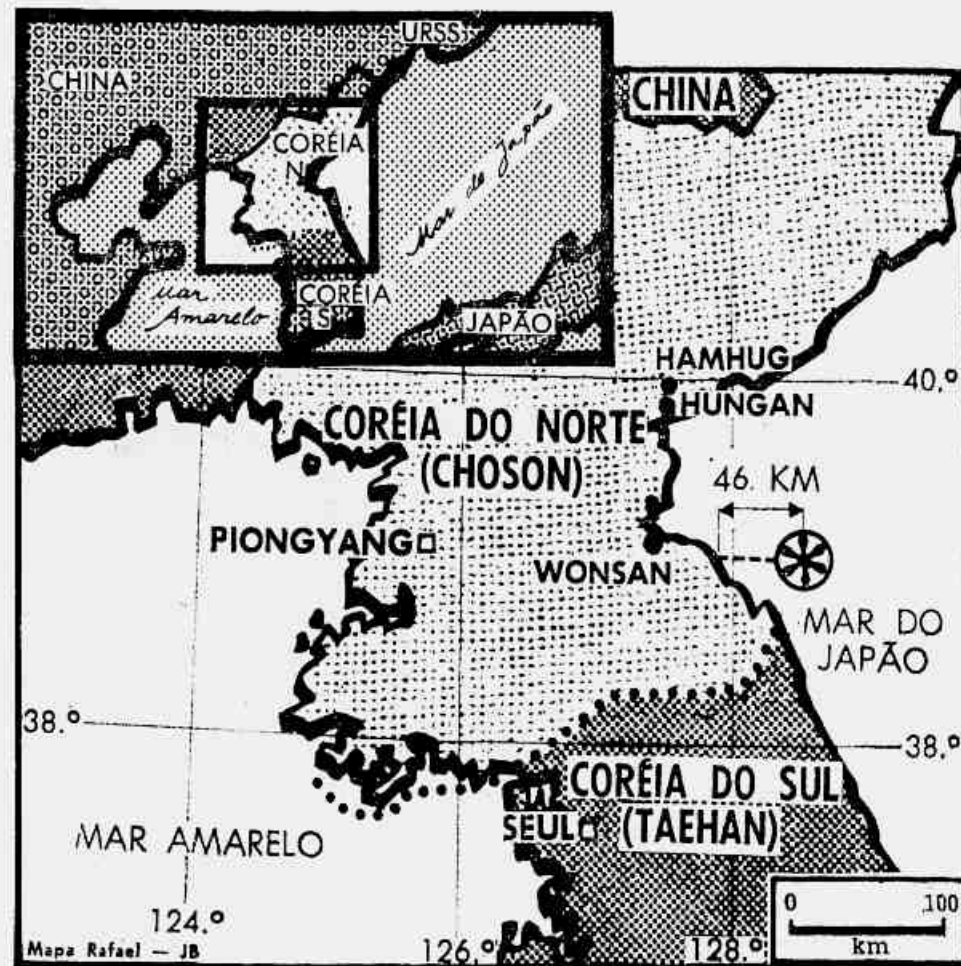 URSS
CHINA
CORÉIA
N
Mar do Japã
CORÉIA
S
Mar
Amarelo
JAPÃO
CHINA
HAMHUG
40.º
HUNGAN
CORÉIA DO NORTE
(CHOSON)
46. KM
PIONGYANG
WONSAN
MAR DO
JAPÃO
38.º
38.º
CORÉIA DO SUL
(TAEHAN)
SEUL
MAR AMARELO
0 100
km
124.º
126.º
128.º
Mapa Rafael — JB